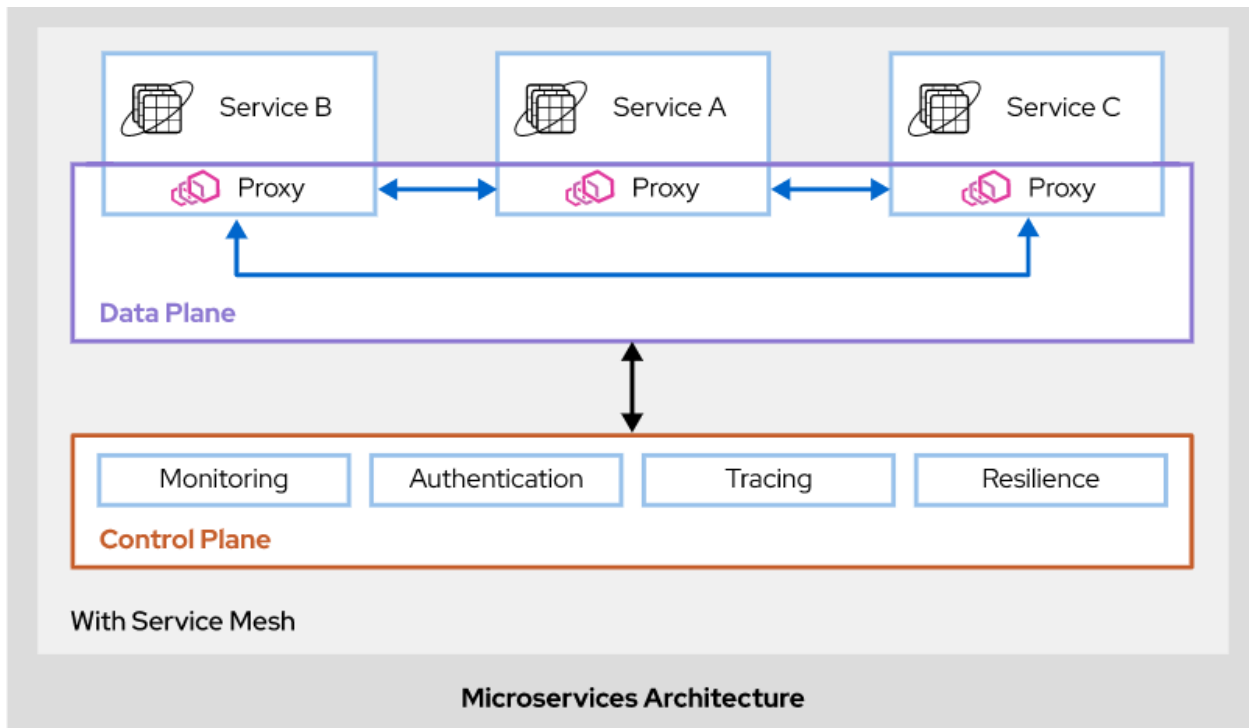 Service B
Service A
Service C
Proxy
Proxy
Proxy
Data Plane
Monitoring
Authentication
Tracing
Resilience
Control Plane
With Service Mesh
Microservices Architecture